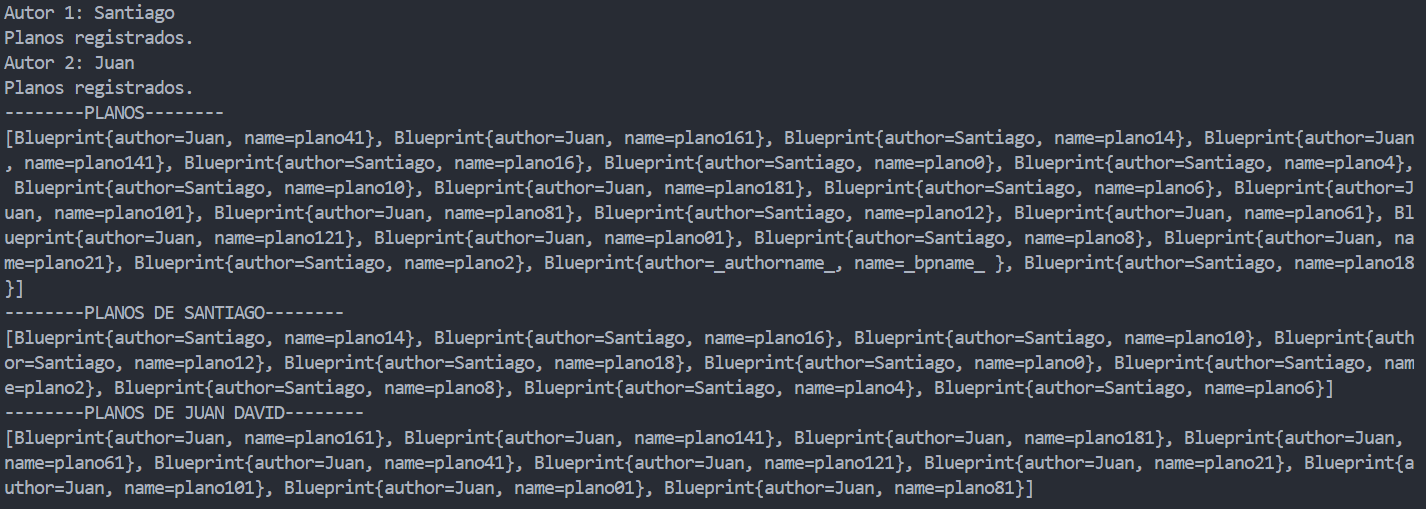 Autor 1: Santiago
Planos registrados.
Autor 2: Juan
Planos registrados.
--------PLANOS--------
[Blueprint{author=Juan, name=plano41}, Blueprint{author=Juan, name=plano161}, Blueprint{author=Santiago, name=plano14}, Blueprint{author=Juan
, name=plano141}, Blueprint{author=Santiago, name=plano16}, Blueprint{author=Santiago, name=plano0}, Blueprint{author=Santiago, name=plano4},
 Blueprint{author=Santiago, name=plano10}, Blueprint{author=Juan, name=plano181}, Blueprint{author=Santiago, name=plano6}, Blueprint{author=J
uan, name=plano101}, Blueprint{author=Juan, name=plano81}, Blueprint{author=Santiago, name=plano12}, Blueprint{author=Juan, name=plano61}, Bl
ueprint{author=Juan, name=plano121}, Blueprint{author=Juan, name=plano01}, Blueprint{author=Santiago, name=plano8}, Blueprint{author=Juan, na
me=plano21}, Blueprint{author=Santiago, name=plano2}, Blueprint{author=_authorname_, name=_bpname_ }, Blueprint{author=Santiago, name=plano18
}]
--------PLANOS DE SANTIAGO--------
[Blueprint{author=Santiago, name=plano14}, Blueprint{author=Santiago, name=plano16}, Blueprint{author=Santiago, name=plano10}, Blueprint{auth
or=Santiago, name=plano12}, Blueprint{author=Santiago, name=plano18}, Blueprint{author=Santiago, name=plano0}, Blueprint{author=Santiago, nam
e=plano2}, Blueprint{author=Santiago, name=plano8}, Blueprint{author=Santiago, name=plano4}, Blueprint{author=Santiago, name=plano6}]
--------PLANOS DE JUAN DAVID--------
[Blueprint{author=Juan, name=plano161}, Blueprint{author=Juan, name=plano141}, Blueprint{author=Juan, name=plano181}, Blueprint{author=Juan, 
name=plano61}, Blueprint{author=Juan, name=plano41}, Blueprint{author=Juan, name=plano121}, Blueprint{author=Juan, name=plano21}, Blueprint{a
uthor=Juan, name=plano101}, Blueprint{author=Juan, name=plano01}, Blueprint{author=Juan, name=plano81}]